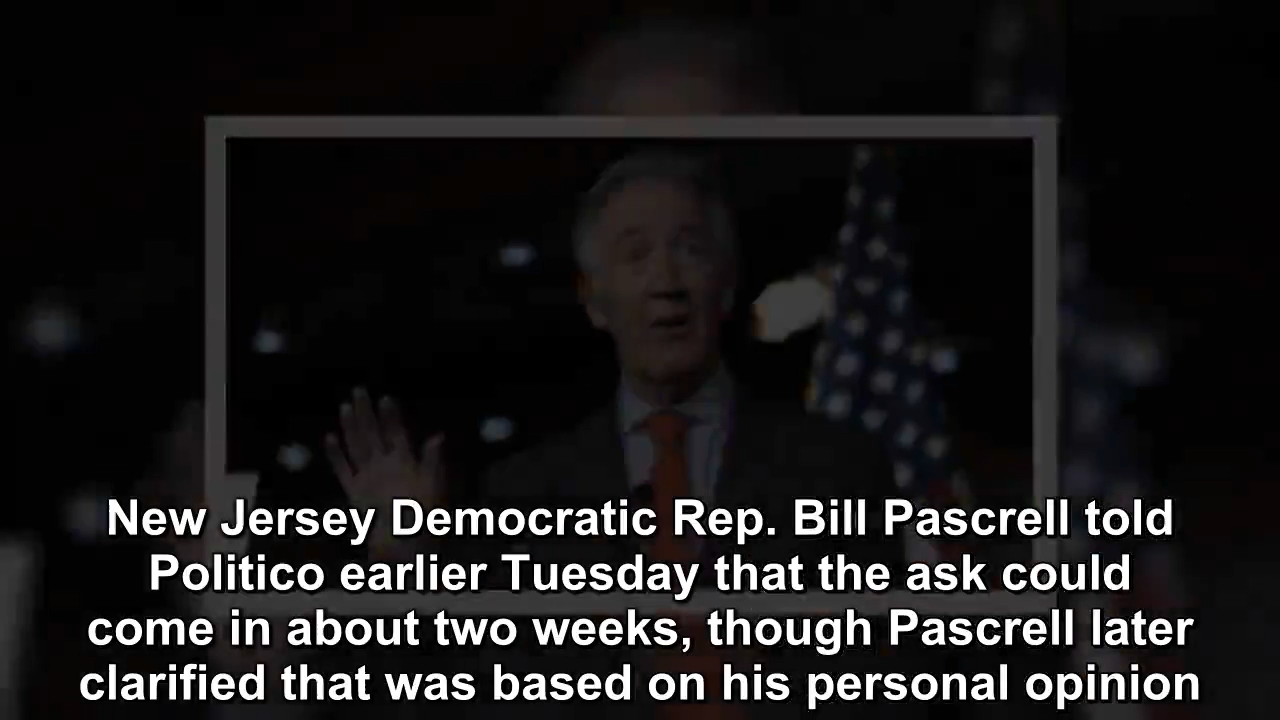 New Jersey Democratic Rep. Bill Pascrell told
Politico earlier Tuesday that the ask could
come in about two weeks, though Pascrell later
clarified that was based on his personal opinion